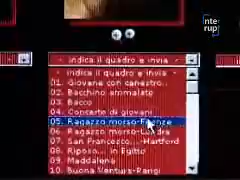 nte
rup
- indica il quadro e invia -
- indica il quadro e invia -
01. Giovane con canestro..
02. Bacchino ammalato
03. Bacco
04. Concerto di giovani
05. Ragazzo morso-Firenze
06. Ragazzo morso-Londra
07. San Francesco...-Hartford
08. Riposo... in Egitto
09. Maddalena
10. Buona Ventura-Parigi